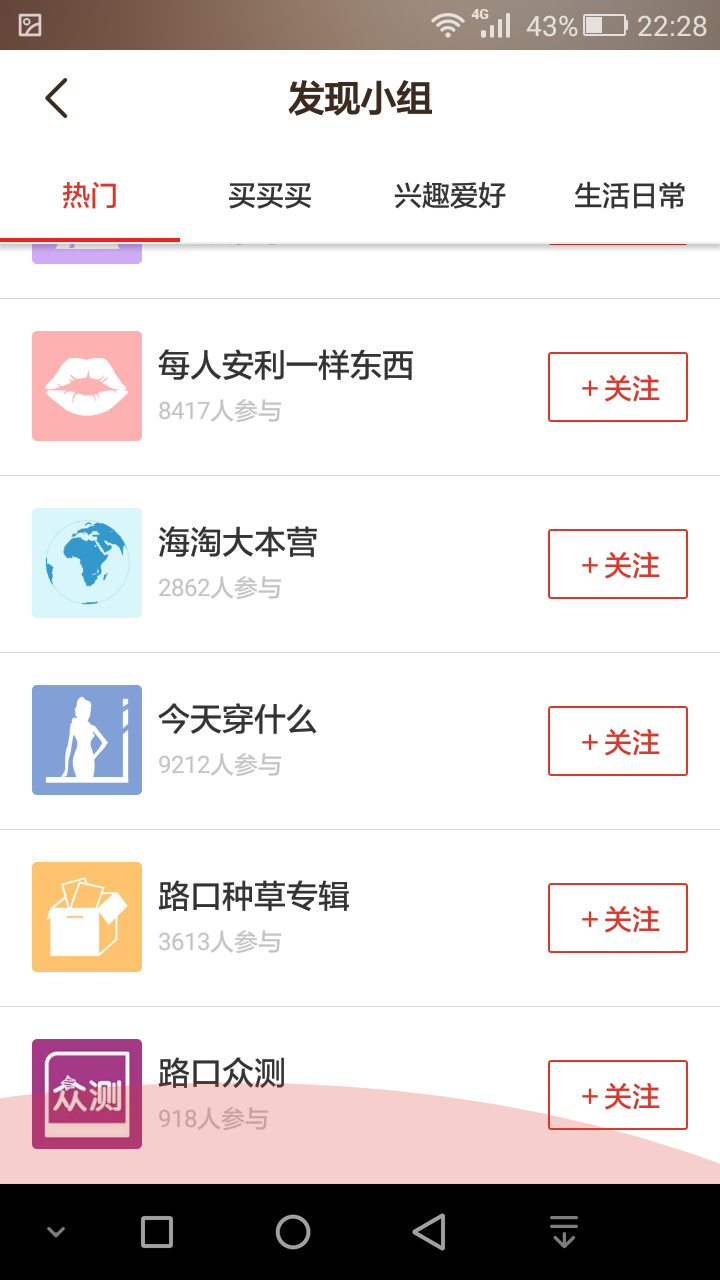 4G
43%
22:28
发现小组
热门
买买买
兴趣爱好
生活日常
每人安利一样东西
8417人参与
+关注
海淘大本营
2862人参与
+关注
今天穿什么
9212人参与
+关注
路口种草专辑
3613人参与
+关注
众测
路口众测
918人参与
+关注